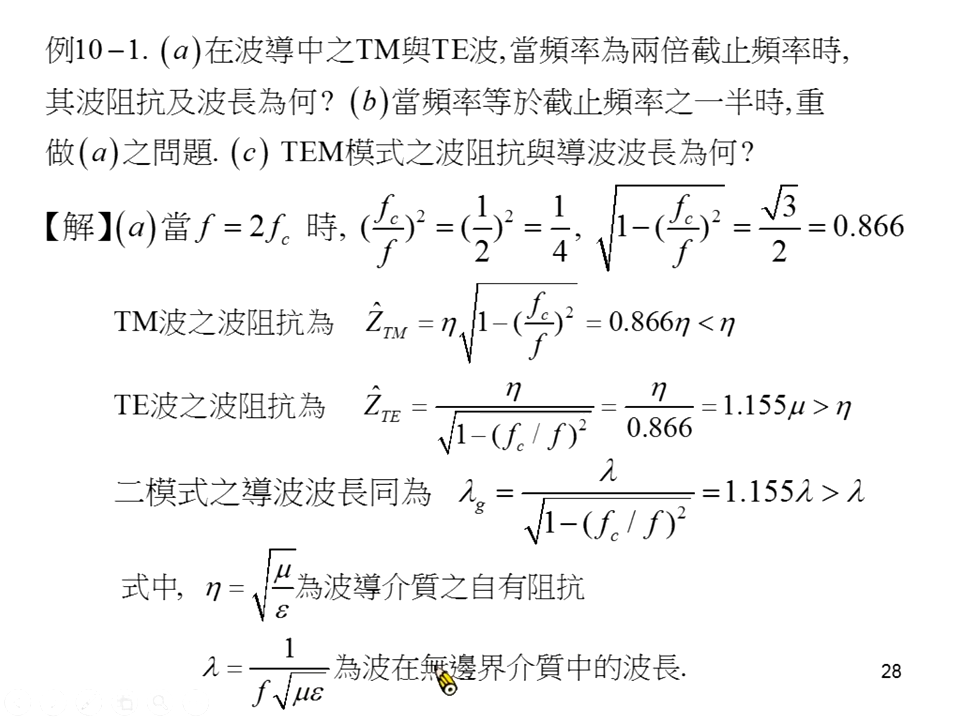 例10−1. (a)在波導中之TM與TE波,當頻率為兩倍截止頻率時,
其波阻抗及波長為何? (b)當頻率等於截止頻率之一半時,重
做(a)之問題. (c) TEM模式之波阻抗與導波波長為何?
【解】(a)當 f = 2f_c 時, (f_c/f)² = (1/2)² = 1/4, √(1−(f_c/f)²) = √3/2 = 0.866
TM波之波阻抗為 Ẑ_TM = η√(1−(f_c/f)²) = 0.866η < η
TE波之波阻抗為 Ẑ_TE = η/√(1−(f_c / f)²) = η/0.866 = 1.155μ > η
二模式之導波波長同為 λ_g = λ/√(1−(f_c / f)²) = 1.155λ > λ
式中, η = √(μ/ε) 為波導介質之自有阻抗
λ = 1/(f√(με)) 為波在無邊界介質中的波長.
28